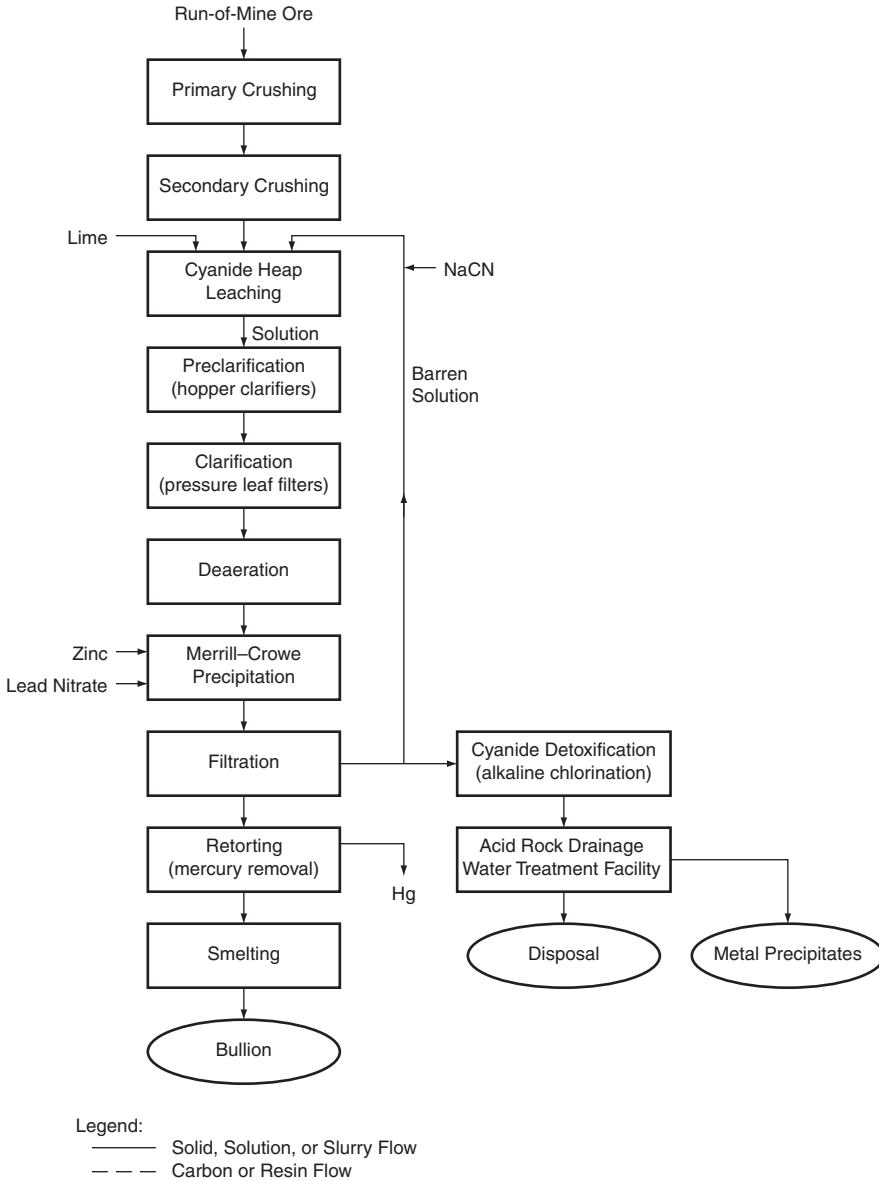 Run-of-Mine Ore
Primary Crushing
Secondary Crushing
Lime
Cyanide Heap
Leaching
NaCN
Solution
Preclarification
(hopper clarifiers)
Barren
Solution
Clarification
(pressure leaf filters)
Deaeration
Zinc
Lead Nitrate
Merrill–Crowe
Precipitation
Filtration
Cyanide Detoxification
(alkaline chlorination)
Retorting
(mercury removal)
Hg
Acid Rock Drainage
Water Treatment Facility
Smelting
Disposal
Metal Precipitates
Bullion
Legend:
Solid, Solution, or Slurry Flow
Carbon or Resin Flow